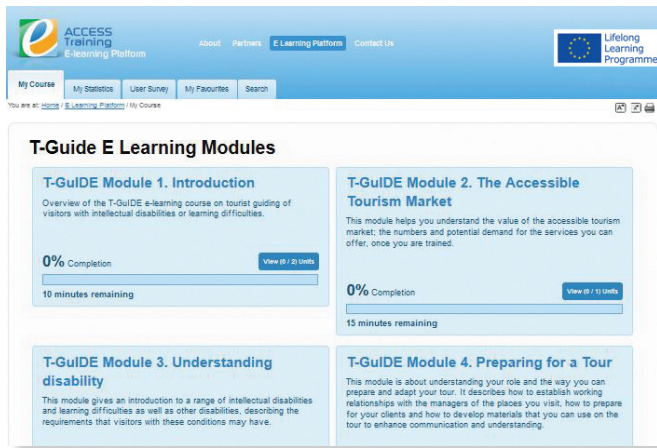 ACCESS
Training
E-learning Platform
About Partners E Learning Platform Contact Us
Lifelong
Learning
Programme
My Course My Statistics User Survey My Favourites Search
You are at: Home / E Learning Platform / My Course
T-Guide E Learning Modules
T-GuIDE Module 1. Introduction
Overview of the T-GuIDE e-learning course on tourist guiding of
visitors with intellectual disabilities or learning difficulties.
0% Completion
View (0 / 2) Units
10 minutes remaining
T-GuIDE Module 2. The Accessible
Tourism Market
This module helps you understand the value of the accessible tourism
market; the numbers and potential demand for the services you can
offer, once you are trained.
0% Completion
View (0 / 1) Units
15 minutes remaining
T-GuIDE Module 3. Understanding
disability
This module gives an introduction to a range of intellectual disabilities
and learning difficulties as well as other disabilities, describing the
requirements that visitors with these conditions may have.
T-GuIDE Module 4. Preparing for a Tour
This module is about understanding your role and the way you can
prepare and adapt your tour. It describes how to establish working
relationships with the managers of the places you visit, how to prepare
for your clients and how to develop materials that you can use on the
tour to enhance communication and understanding.